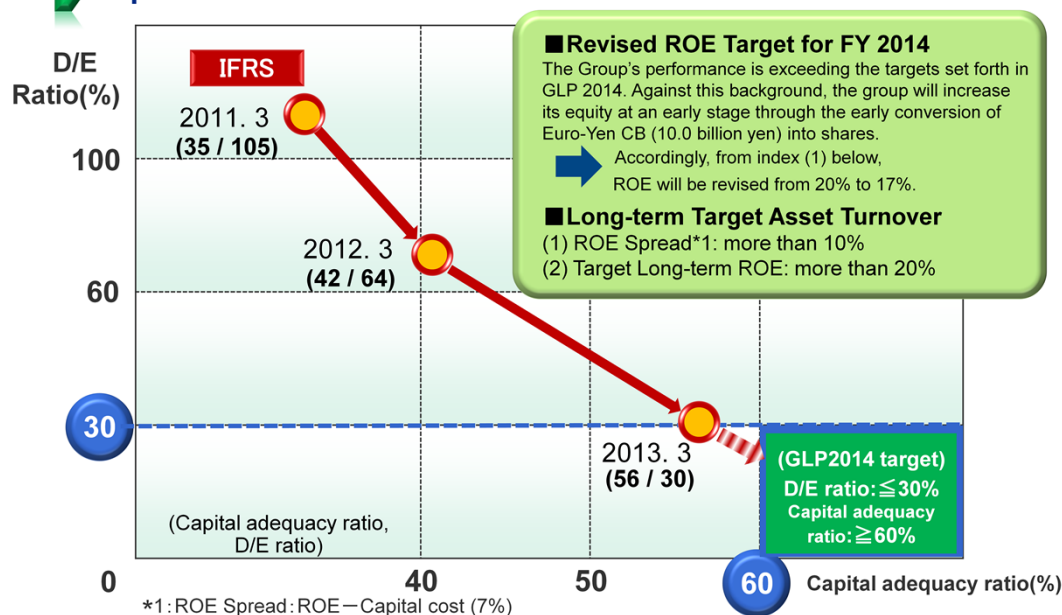 D/E
Ratio(%)
IFRS
2011. 3
(35 / 105)
100
2012. 3
(42 / 64)
60
30
2013. 3
(56 / 30)
■Revised ROE Target for FY 2014
The Group's performance is exceeding the targets set forth in
GLP 2014. Against this background, the group will increase
its equity at an early stage through the early conversion of
Euro-Yen CB (10.0 billion yen) into shares.
Accordingly, from index (1) below,
ROE will be revised from 20% to 17%.
■Long-term Target Asset Turnover
(1) ROE Spread*1: more than 10%
(2) Target Long-term ROE: more than 20%
(GLP2014 target)
D/E ratio:≦30%
Capital adequacy
ratio:≧60%
(Capital adequacy ratio,
D/E ratio)
0
40
50
60
Capital adequacy ratio(%)
*1:ROE Spread:ROE－Capital cost (7%)